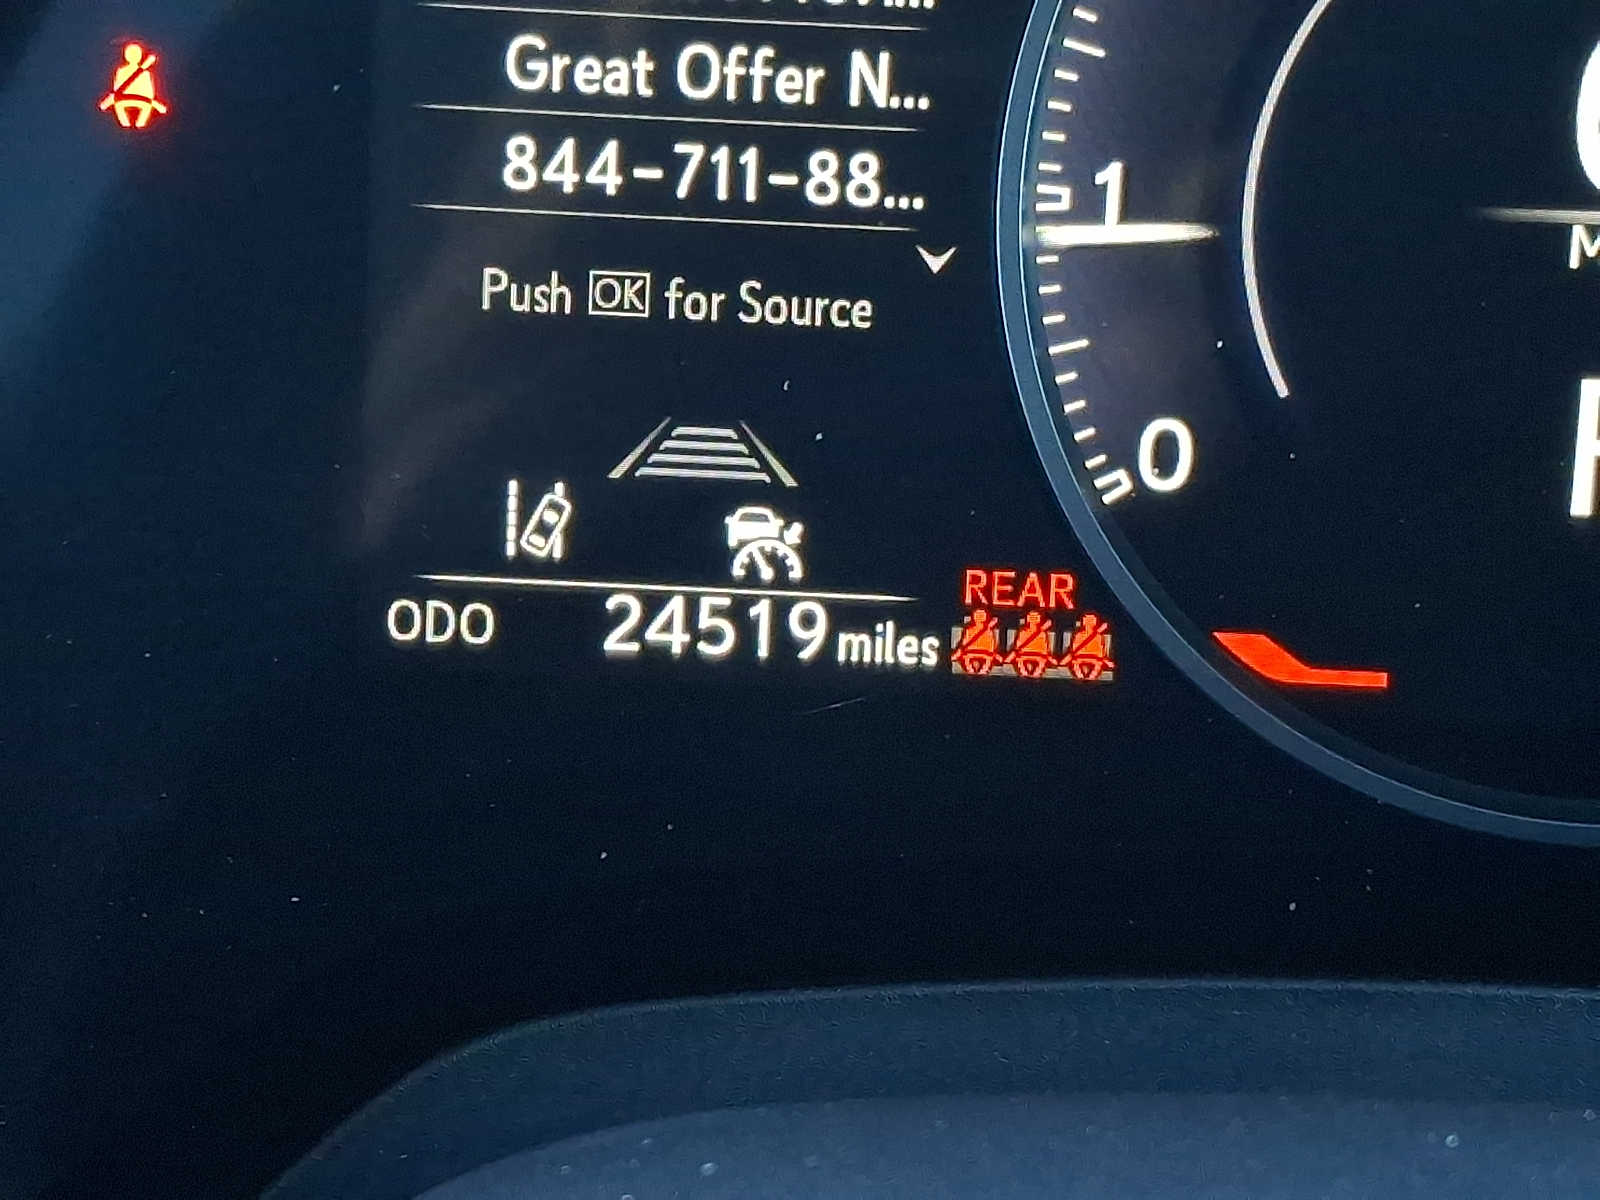 Great Offer N...
844-711-88...
Push OK for Source
1
0
ODO 24519 miles
REAR